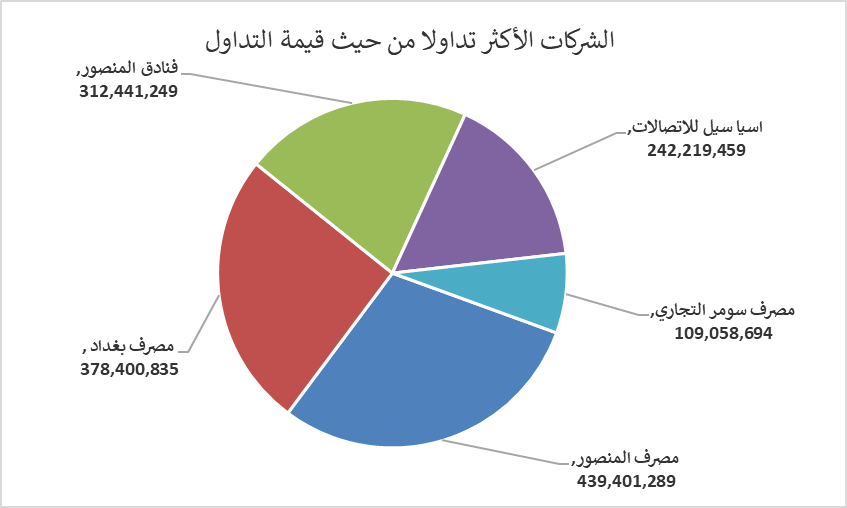 الشركات الأكثر تداولا من حيث قيمة التداول
فنادق المنصور,
312,441,249
اسيا سيل للاتصالات,
242,219,459
مصرف سومر التجاري,
109,058,694
مصرف بغداد ,
378,400,835
مصرف المنصور,
439,401,289